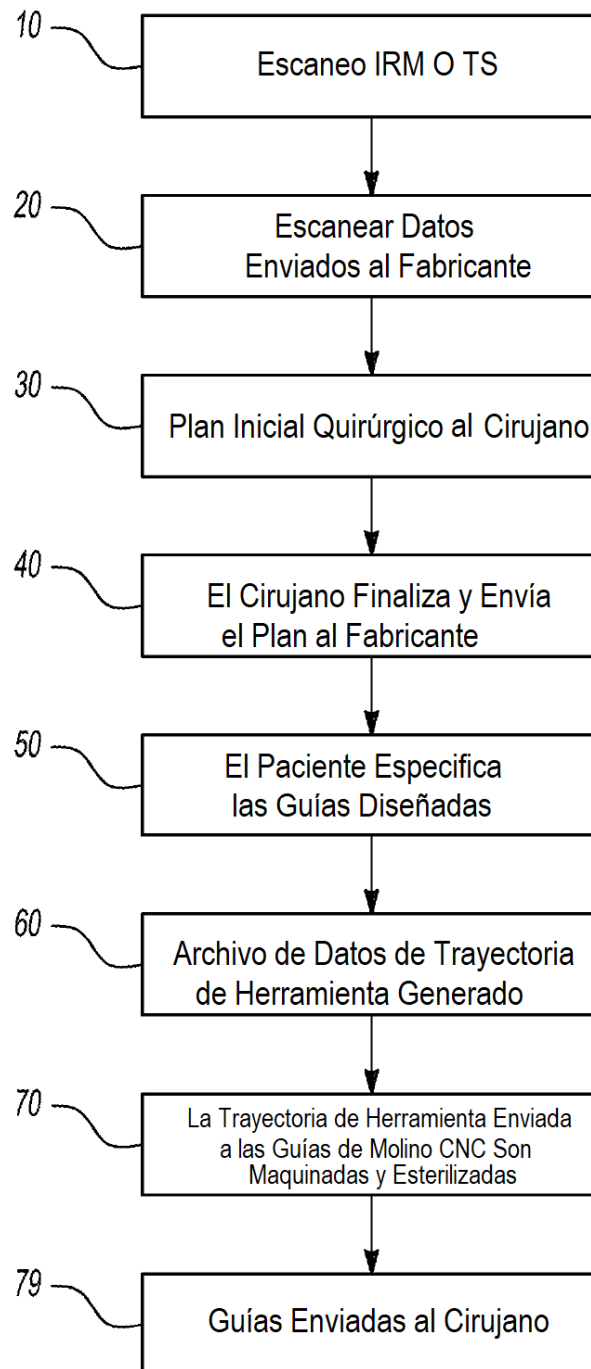 10
Escaneo IRM O TS
20
Escanear Datos
Enviados al Fabricante
30
Plan Inicial Quirúrgico al Cirujano
40
El Cirujano Finaliza y Envía
el Plan al Fabricante
50
El Paciente Especifica
las Guías Diseñadas
60
Archivo de Datos de Trayectoria
de Herramienta Generado
70
La Trayectoria de Herramienta Enviada
a las Guías de Molino CNC Son
Maquinadas y Esterilizadas
79
Guías Enviadas al Cirujano